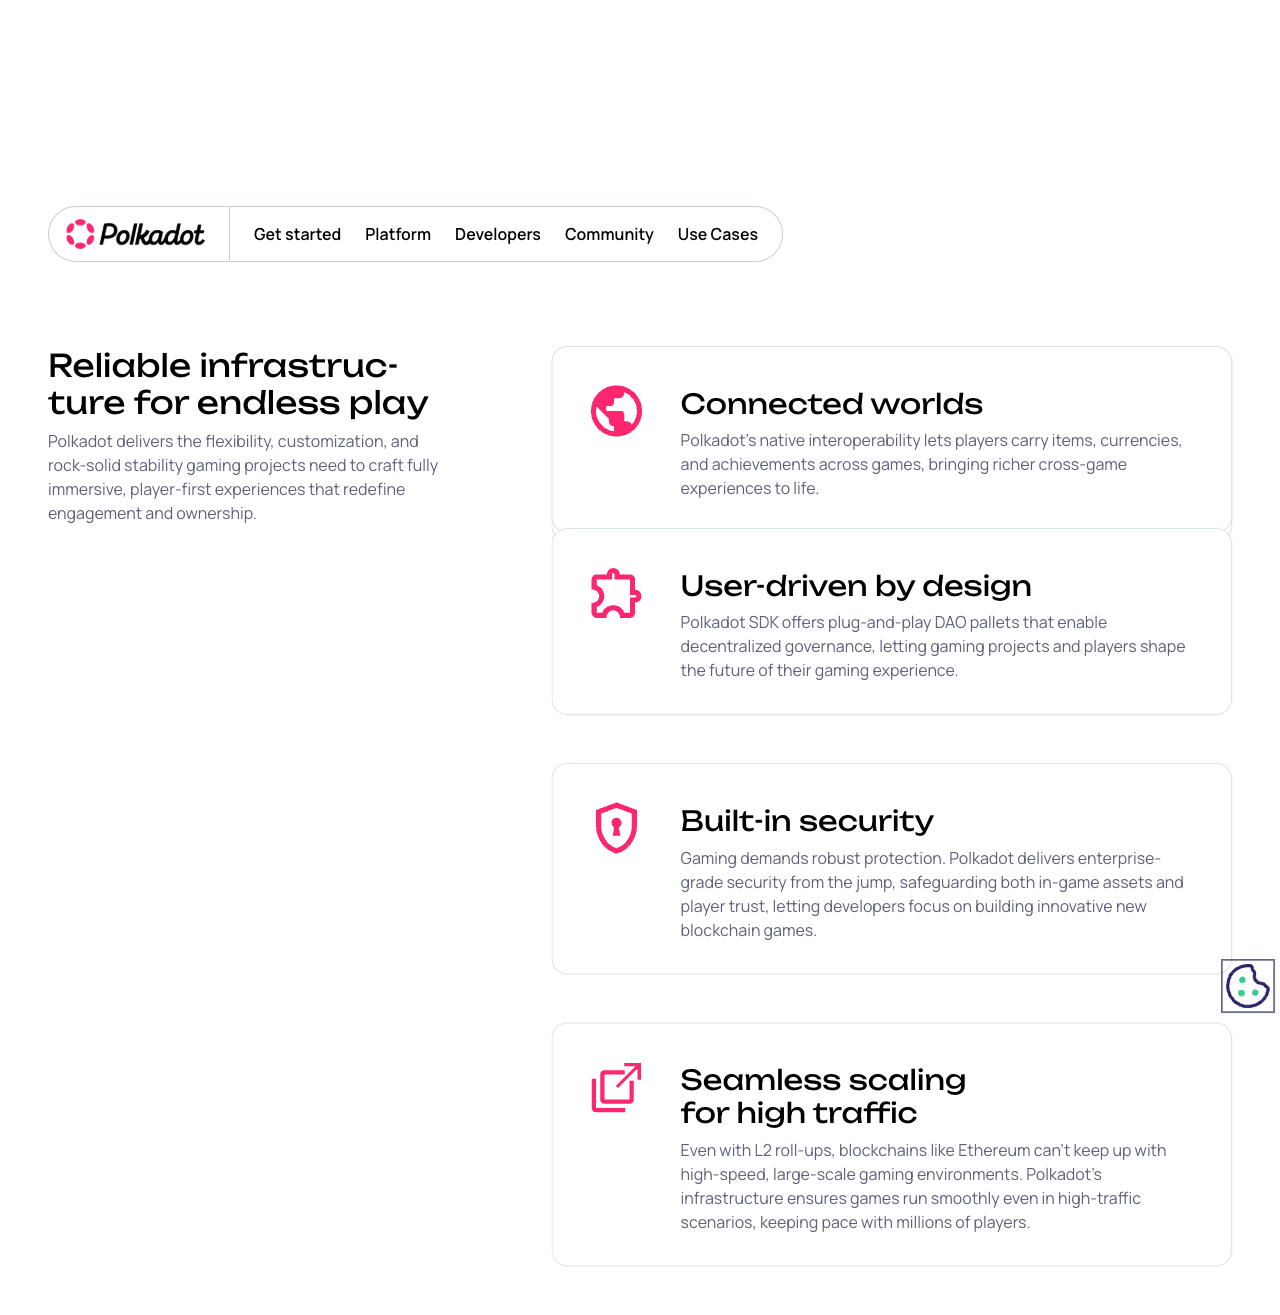 Polkadot
Get started
Platform
Developers
Community
Use Cases
Reliable infrastruc-
ture for endless play
Polkadot delivers the flexibility, customization, and
rock-solid stability gaming projects need to craft fully
immersive, player-first experiences that redefine
engagement and ownership.
Connected worlds
Polkadot’s native interoperability lets players carry items, currencies,
and achievements across games, bringing richer cross-game
experiences to life.
User-driven by design
Polkadot SDK offers plug-and-play DAO pallets that enable
decentralized governance, letting gaming projects and players shape
the future of their gaming experience.
Built-in security
Gaming demands robust protection. Polkadot delivers enterprise-
grade security from the jump, safeguarding both in-game assets and
player trust, letting developers focus on building innovative new
blockchain games.
Seamless scaling
for high traffic
Even with L2 roll-ups, blockchains like Ethereum can’t keep up with
high-speed, large-scale gaming environments. Polkadot’s
infrastructure ensures games run smoothly even in high-traffic
scenarios, keeping pace with millions of players.